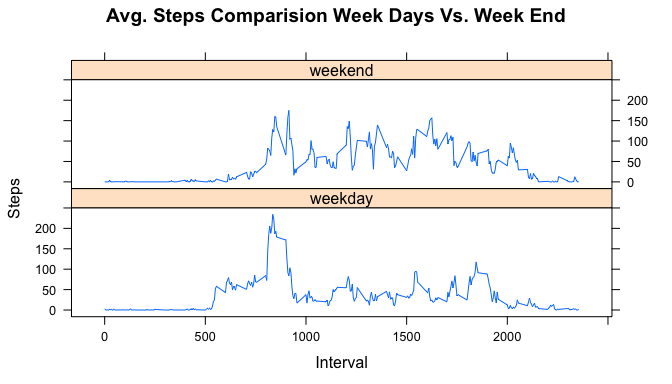 Avg. Steps Comparision Week Days Vs. Week End
weekend
200
150
100
50
0
Steps
weekday
200
150
100
50
0
0 500 1000 1500 2000
Interval